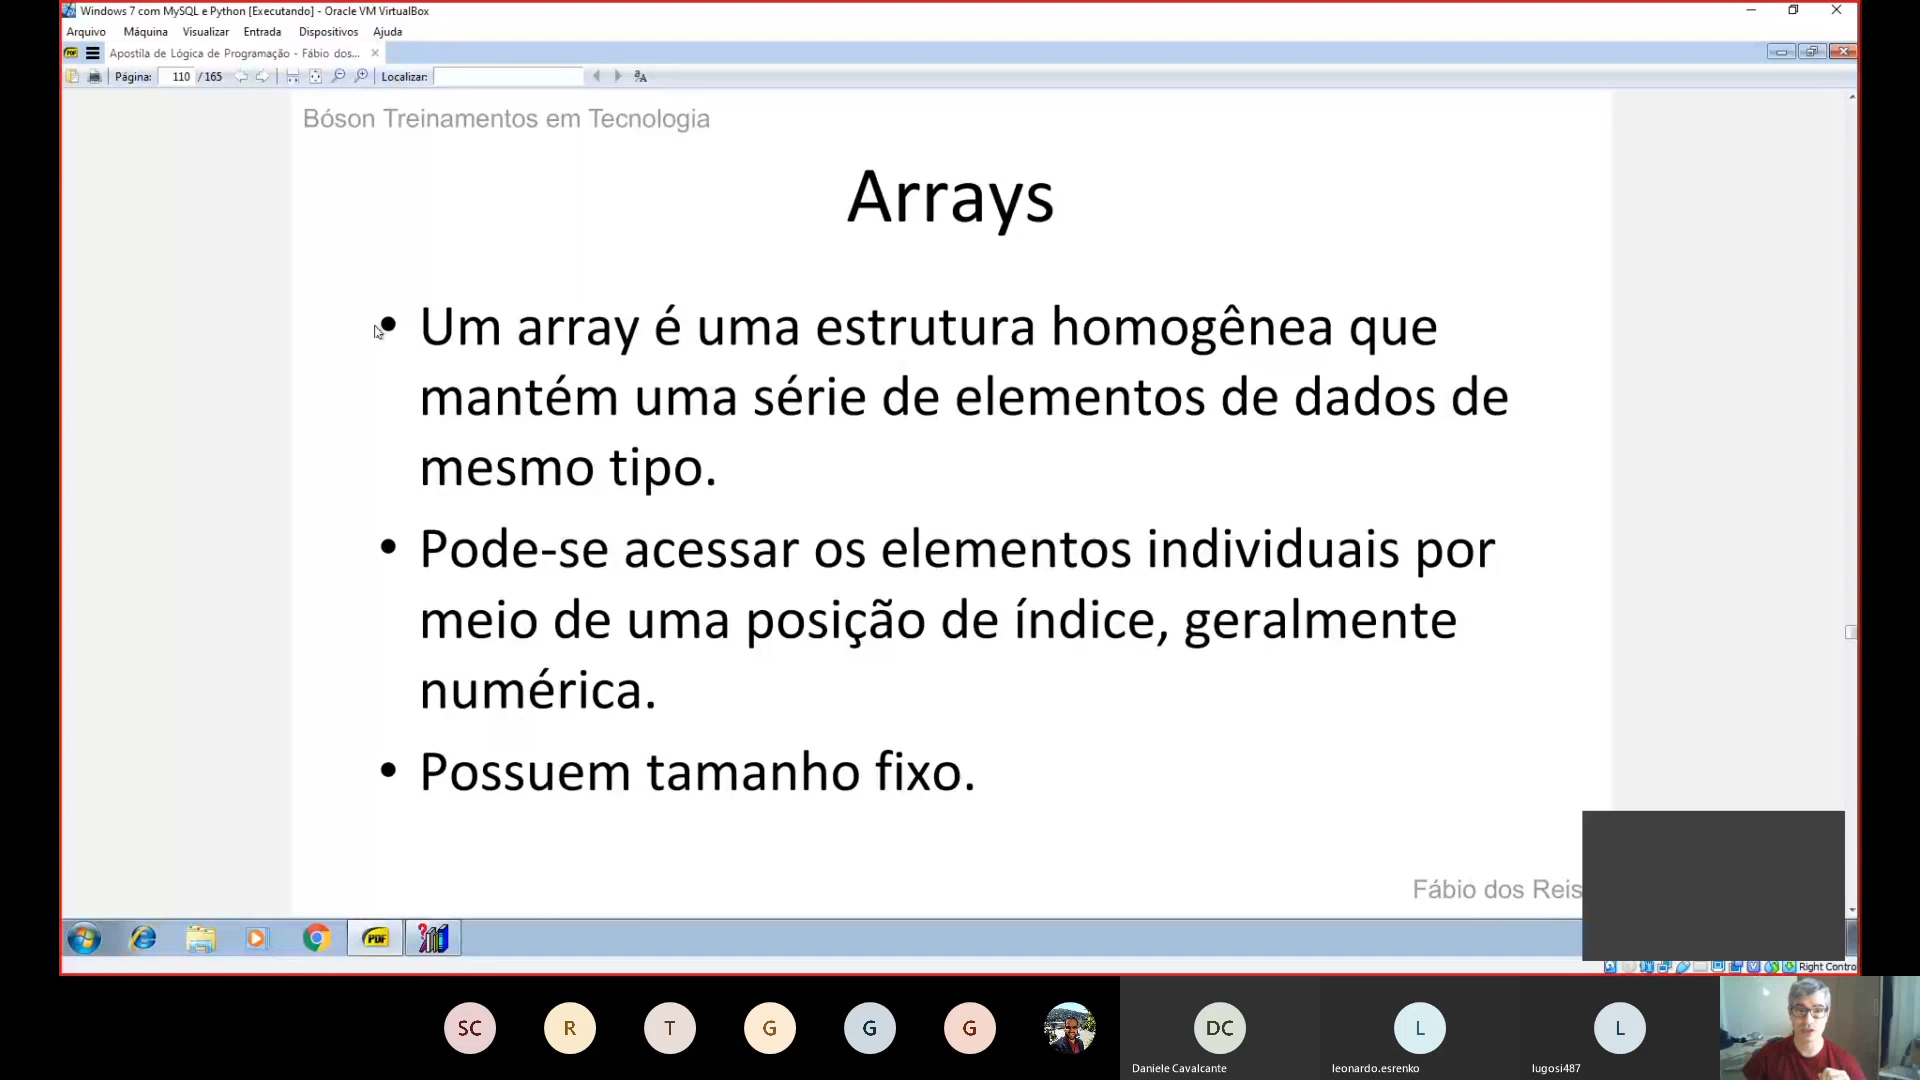 Windows 7 com MySQL e Python [Executando] - Oracle VM VirtualBox
Arquivo Máquina Visualizar Entrada Dispositivos Ajuda
Apostila de Lógica de Programação - Fábio dos...
Página: 110 / 165 Localizar:
Bóson Treinamentos em Tecnologia
Arrays
• Um array é uma estrutura homogênea que
mantém uma série de elementos de dados de
mesmo tipo.
• Pode-se acessar os elementos individuais por
meio de uma posição de índice, geralmente
numérica.
• Possuem tamanho fixo.
Fábio dos Reis
PDF
Right Contro
SC R T G G G DC L L
Daniele Cavalcante leonardo.esrenko lugosi487